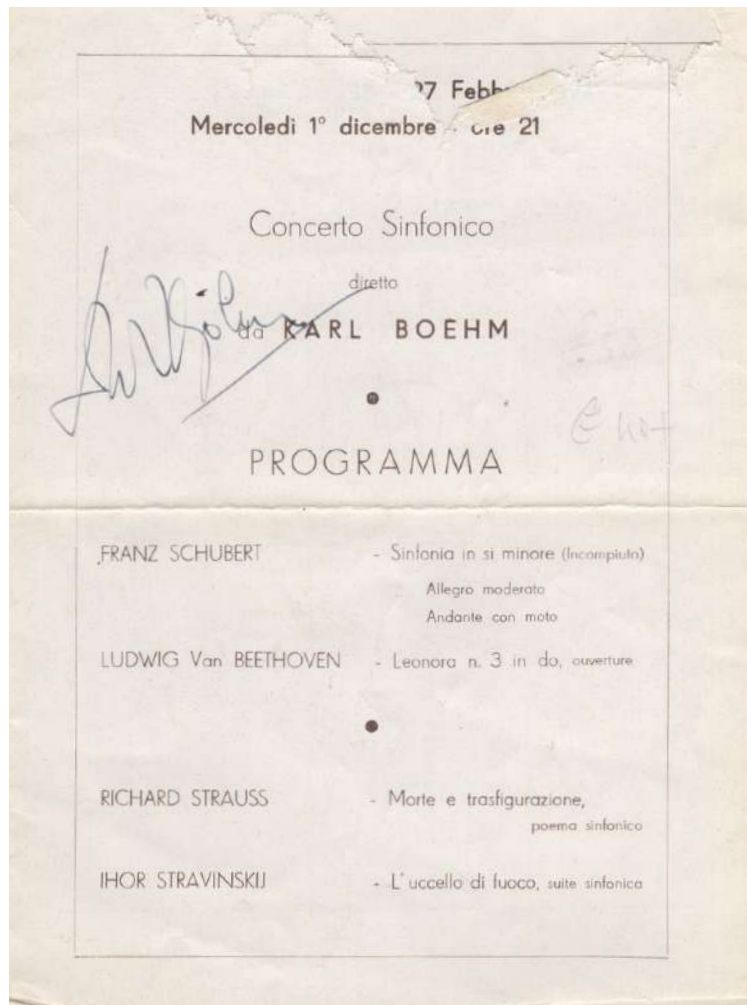 27 Febb
Mercoledì 1° dicembre - ore 21
Concerto Sinfonico
diretto
da KARL BOEHM
PROGRAMMA
FRANZ SCHUBERT - Sinfonia in si minore (Incompiuta)
Allegro moderato
Andante con moto
LUDWIG Van BEETHOVEN - Leonora n. 3 in do, ouverture
RICHARD STRAUSS - Morte e trasfigurazione,
poema sinfonico
IHOR STRAVINSKIJ - L'uccello di fuoco, suite sinfonica